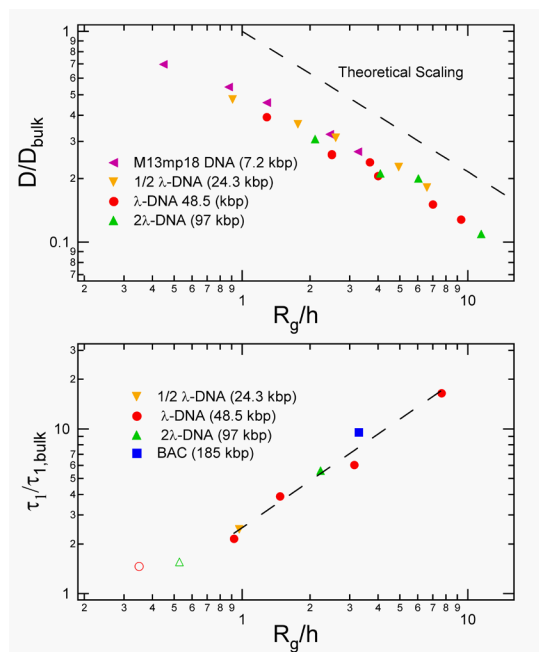 1
9
8
7
6
5
4
3
2
0.1
9
8
7
D/Dbulk
Theoretical Scaling
M13mp18 DNA (7.2 kbp)
1/2 λ-DNA (24.3 kbp)
λ-DNA 48.5 (kbp)
2λ-DNA (97 kbp)
2 3 4 5 6 7 8 9 1 2 3 4 5 6 7 8 9 10
Rg/h
3
2
10
9
8
7
6
5
4
3
2
1
τ1/τ1,bulk
1/2 λ-DNA (24.3 kbp)
λ-DNA (48.5 kbp)
2λ-DNA (97 kbp)
BAC (185 kbp)
2 3 4 5 6 7 8 9 1 2 3 4 5 6 7 8 9 10
Rg/h